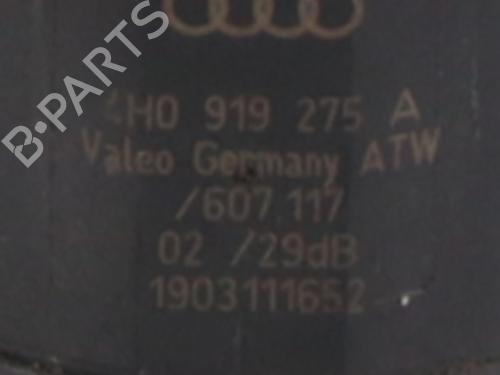 4H0 919 275 A
Valeo Germany ATW
/607.117
02 /29dB
1903111652
B-PARTS